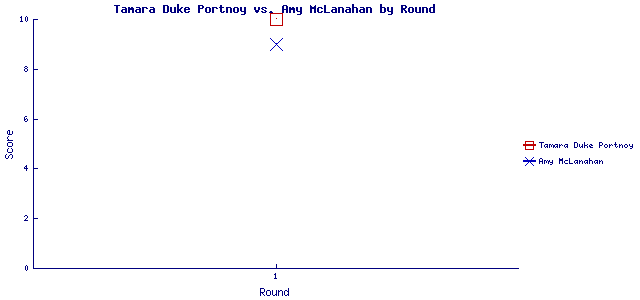 Tamara Duke Portnoy vs. Amy McLanahan by Round
10
8
6
4
2
0
Score
1
Round
Tamara Duke Portnoy
Amy McLanahan